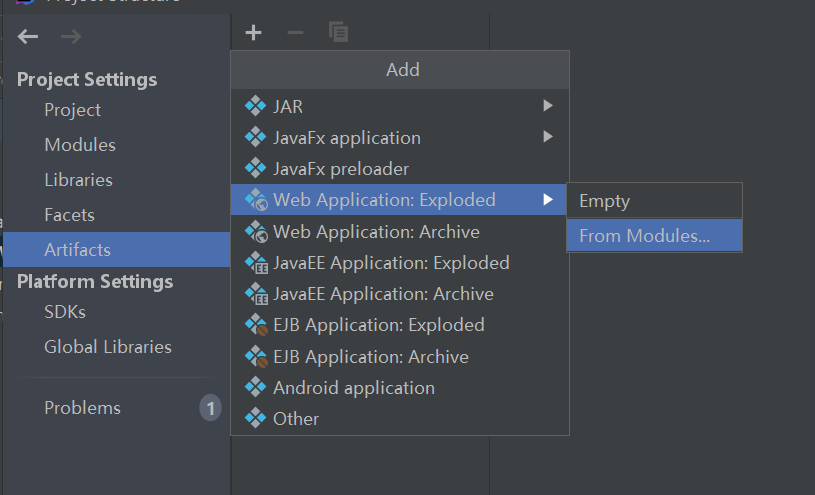 Project Settings
Project
Modules
Libraries
Facets
Artifacts
Platform Settings
SDKs
Global Libraries
Problems
1
Add
JAR
JavaFx application
JavaFx preloader
Web Application: Exploded
Web Application: Archive
JavaEE Application: Exploded
JavaEE Application: Archive
EJB Application: Exploded
EJB Application: Archive
Android application
Other
Empty
From Modules...